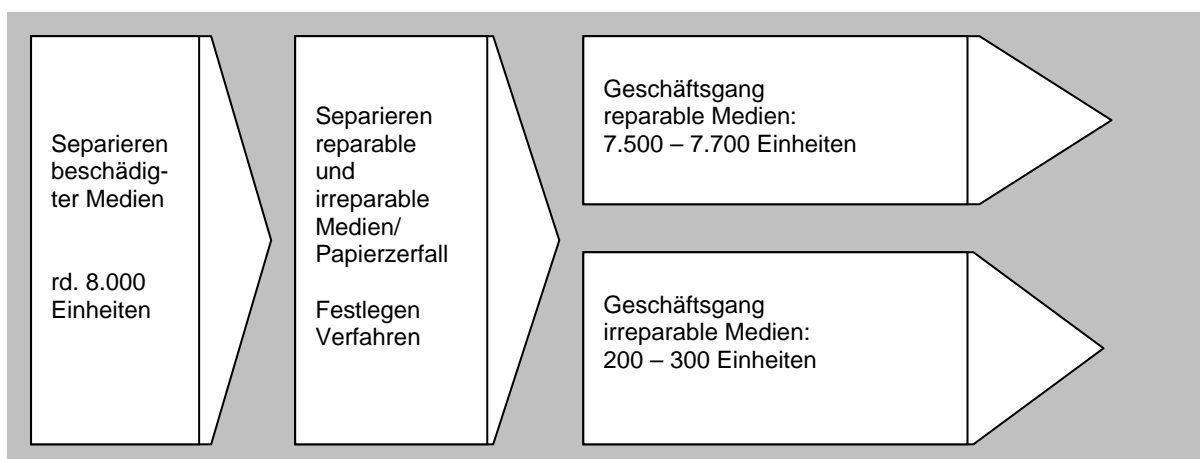 Separieren
beschädig-
ter Medien
rd. 8.000
Einheiten
Separieren
reparable
und
irreparable
Medien/
Papierzerfall
Festlegen
Verfahren
Geschäftsgang
reparable Medien:
7.500 – 7.700 Einheiten
Geschäftsgang
irreparable Medien:
200 – 300 Einheiten